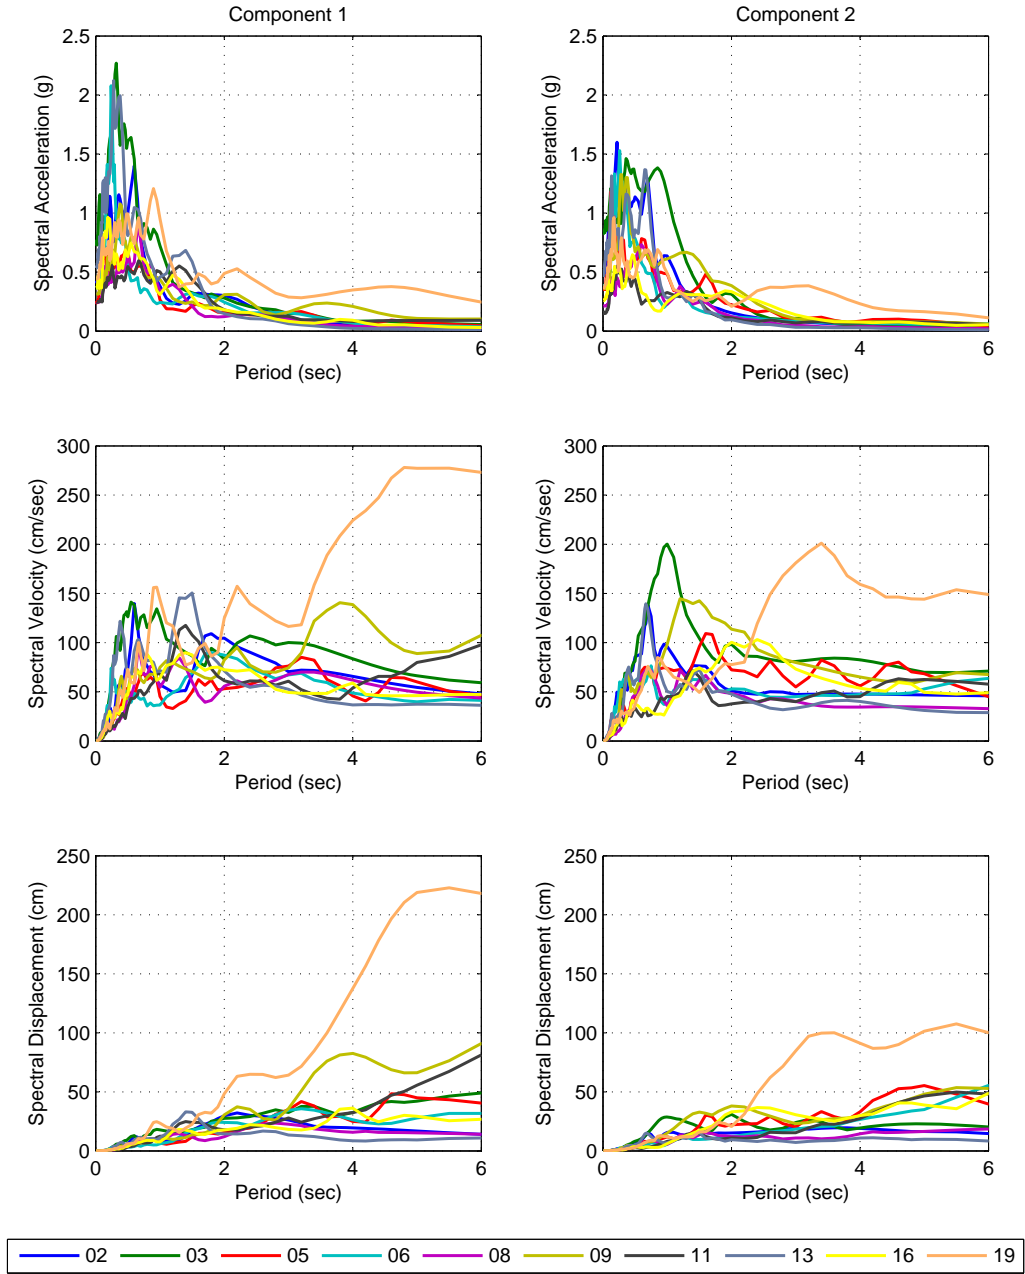 Component 1
Component 2
Spectral Acceleration (g)
2.5
2
1.5
1
0.5
0
0 2 4 6
Period (sec)
Spectral Acceleration (g)
2.5
2
1.5
1
0.5
0
0 2 4 6
Period (sec)
Spectral Velocity (cm/sec)
300
250
200
150
100
50
0
0 2 4 6
Period (sec)
Spectral Velocity (cm/sec)
300
250
200
150
100
50
0
0 2 4 6
Period (sec)
Spectral Displacement (cm)
250
200
150
100
50
0
0 2 4 6
Period (sec)
Spectral Displacement (cm)
250
200
150
100
50
0
0 2 4 6
Period (sec)
02 03 05 06 08 09 11 13 16 19